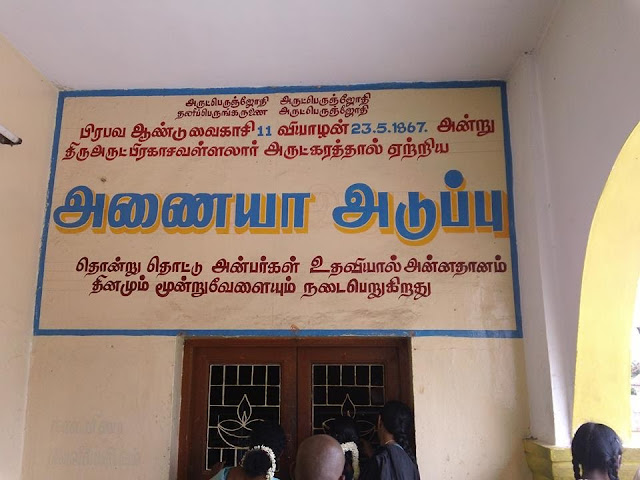 அருட்பெருஞ்ஜோதி அருட்பெருஞ்ஜோதி
தனிப்பெருங்கருணை அருட்பெருஞ்ஜோதி
பிரபவ ஆண்டு வைகாசி 11 வியாழன் 23.5.1867. அன்று
திருஅருட்பிரகாசவள்ளலார் அருட்கரத்தால் ஏற்றிய
அணையா அடுப்பு
தொன்று தொட்டு அன்பர்கள் உதவியால் அன்னதானம்
தினமும் மூன்றுவேளையும் நடைபெறுகிறது